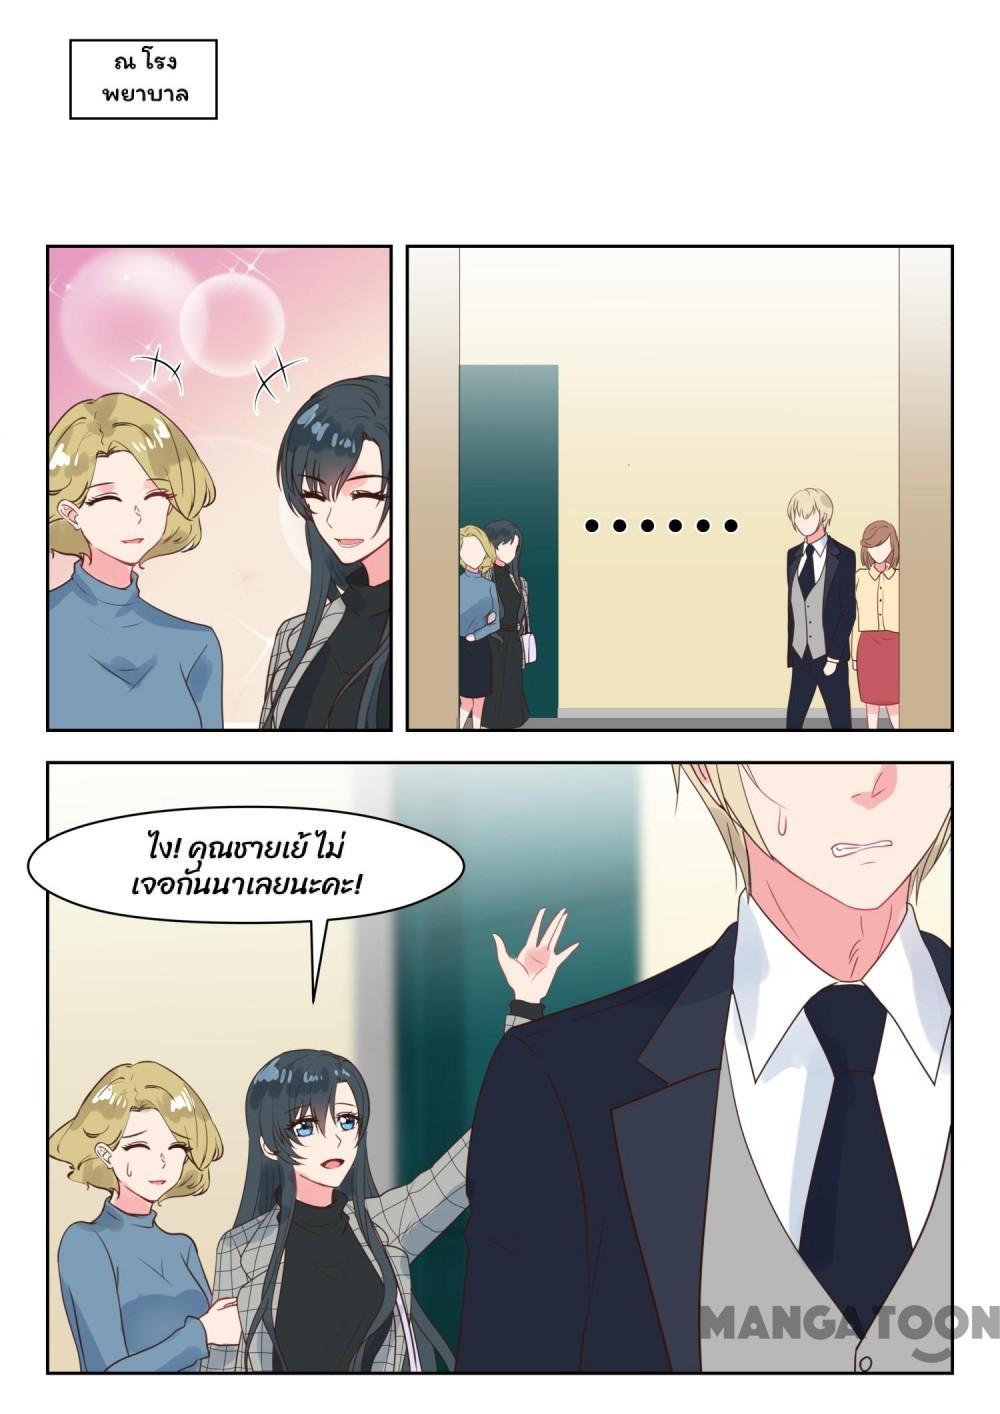 ณ โรง
พยาบาล
......
ไง! คุณชายเย้ ไม่
เจอกันนาเลยนะคะ!
MANGATOON